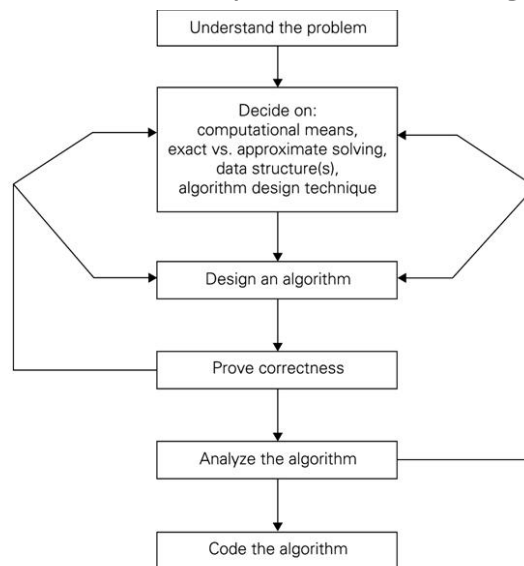 Understand the problem
Decide on:
computational means,
exact vs. approximate solving,
data structure(s),
algorithm design technique
Design an algorithm
Prove correctness
Analyze the algorithm
Code the algorithm